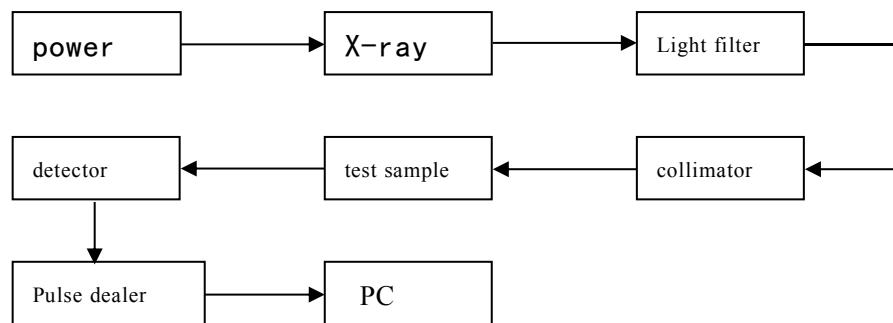 power
X-ray
Light filter
detector
test sample
collimator
Pulse dealer
PC